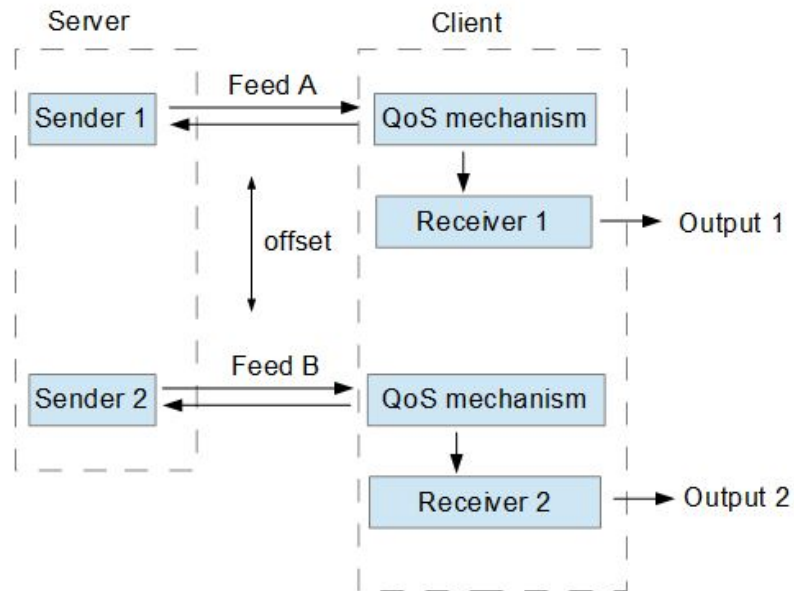 Server
Client
Feed A
Sender 1
QoS mechanism
Receiver 1
Output 1
offset
Feed B
Sender 2
QoS mechanism
Receiver 2
Output 2